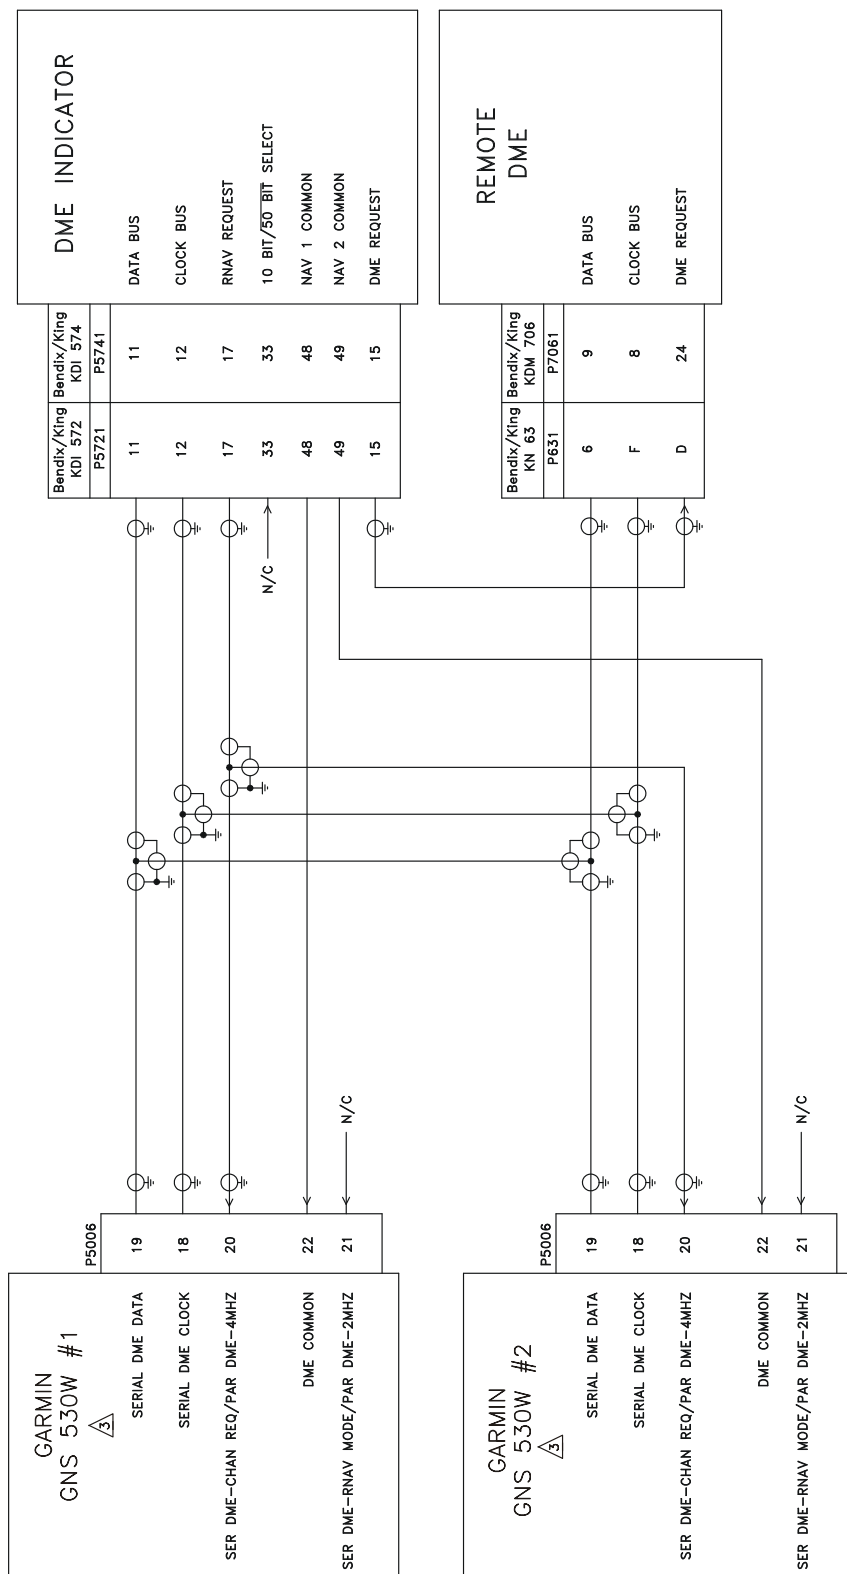 GARMIN
GNS 530W #1
3
P5006
SERIAL DME DATA 19
SERIAL DME CLOCK 18
SER DME-CHAN REQ/PAR DME-4MHZ 20
DME COMMON 22
SER DME-RNAV MODE/PAR DME-2MHZ 21
N/C
N/C
Bendix/King
KDI 572
Bendix/King
KDI 574
P5721 P5741
DME INDICATOR
11 11 DATA BUS
12 12 CLOCK BUS
17 17 RNAV REQUEST
33 33 10 BIT/50 BIT SELECT
48 48 NAV 1 COMMON
49 49 NAV 2 COMMON
15 15 DME REQUEST
GARMIN
GNS 530W #2
3
P5006
SERIAL DME DATA 19
SERIAL DME CLOCK 18
SER DME-CHAN REQ/PAR DME-4MHZ 20
DME COMMON 22
SER DME-RNAV MODE/PAR DME-2MHZ 21
N/C
Bendix/King
KN 63
Bendix/King
KDM 706
P631 P7061
REMOTE
DME
6 9 DATA BUS
F 8 CLOCK BUS
D 24 DME REQUEST